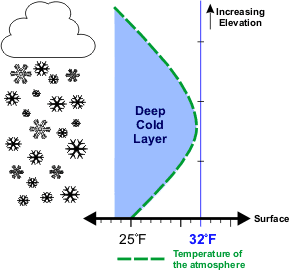 Increasing
Elevation
Deep
Cold
Layer
Surface
25°F
32°F
Temperature of
the atmosphere